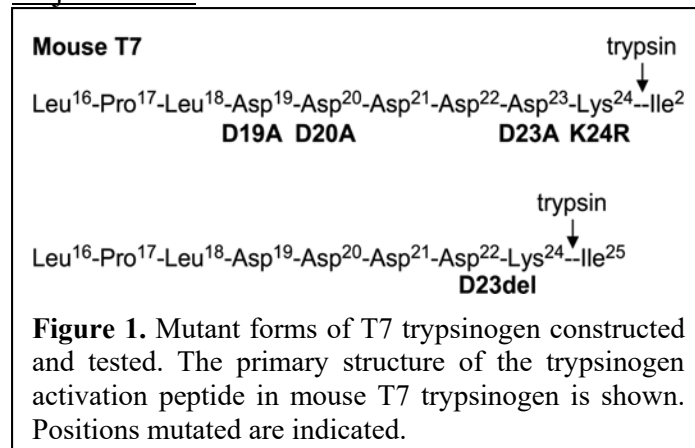 Mouse T7
trypsin
Leu16-Pro17-Leu18-Asp19-Asp20-Asp21-Asp22-Asp23-Lys24--Ile2
D19A D20A D23A K24R
trypsin
Leu16-Pro17-Leu18-Asp19-Asp20-Asp21-Asp22-Lys24--Ile25
D23del
Figure 1. Mutant forms of T7 trypsinogen constructed
and tested. The primary structure of the trypsinogen
activation peptide in mouse T7 trypsinogen is shown.
Positions mutated are indicated.